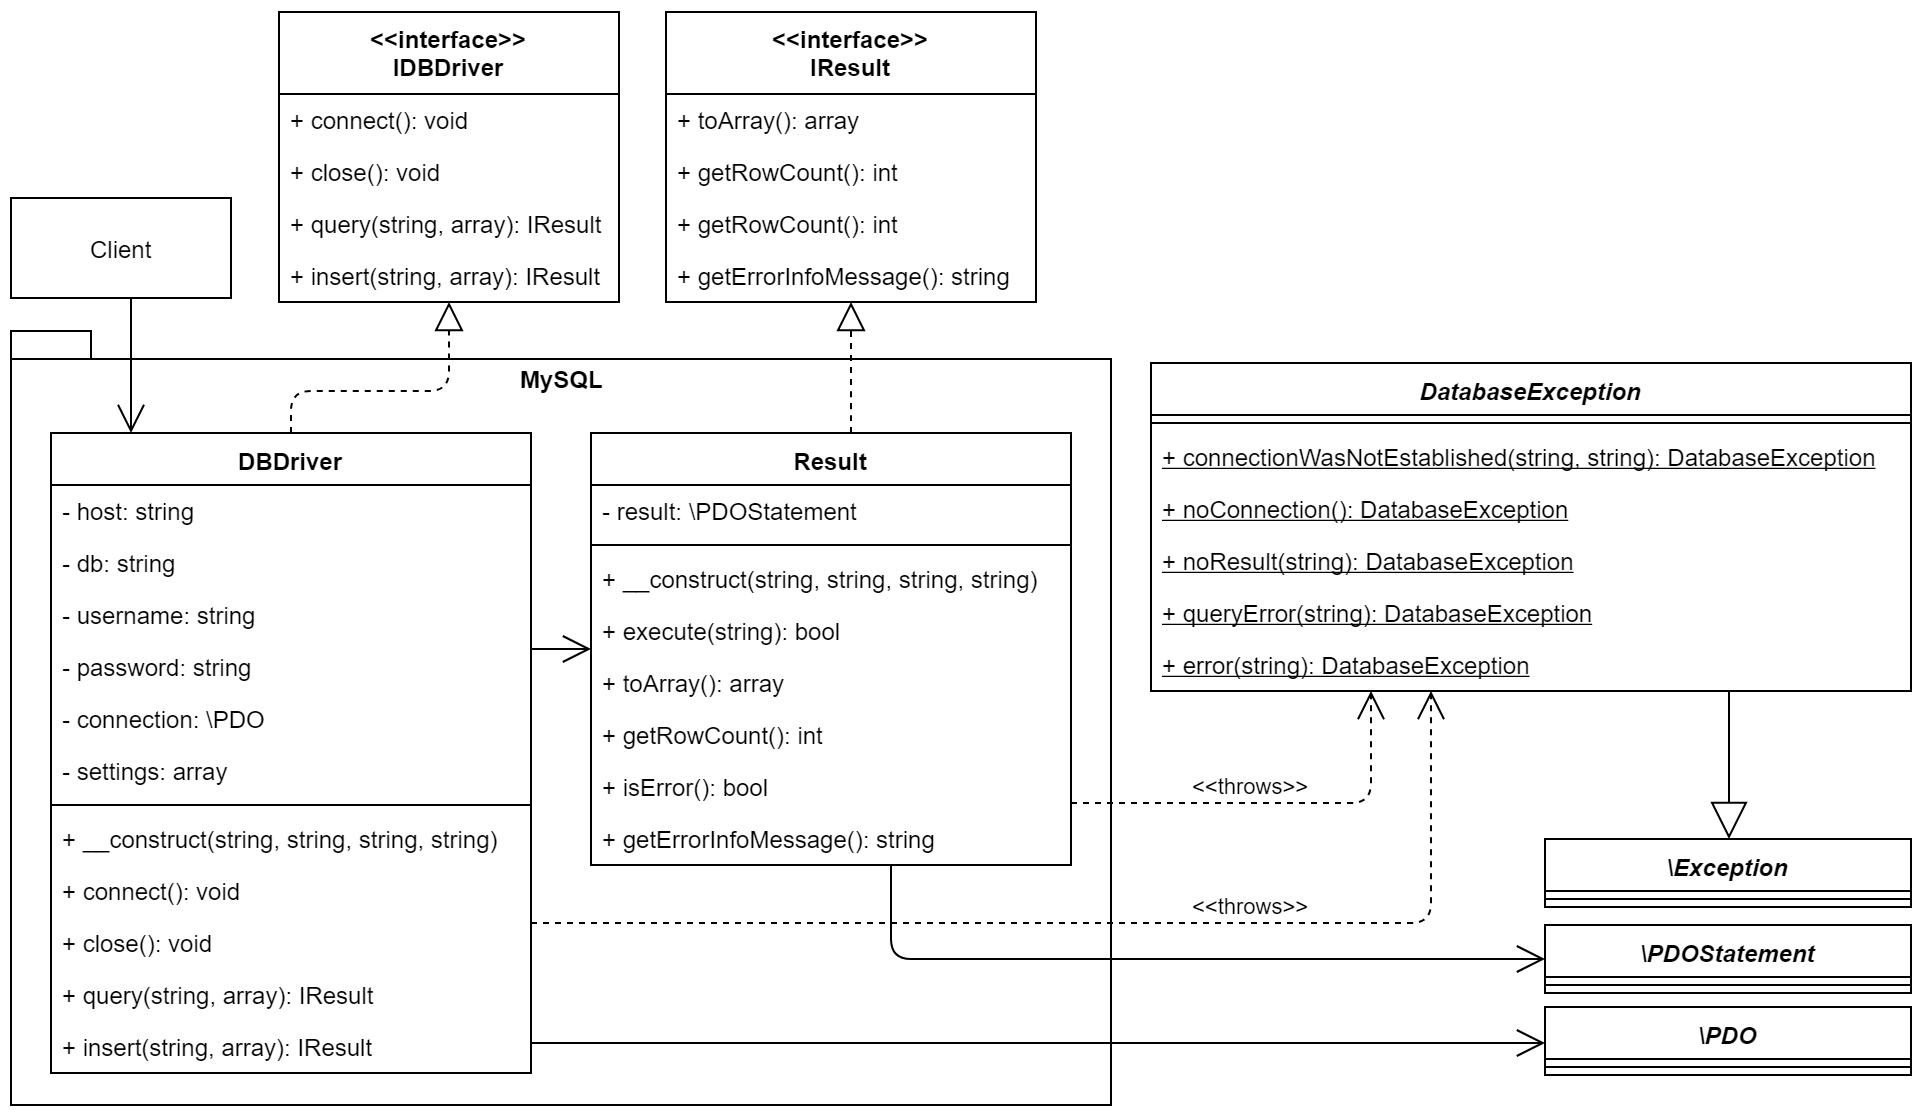 <<interface>>
IDBDriver
+ connect(): void
+ close(): void
+ query(string, array): IResult
+ insert(string, array): IResult
<<interface>>
IResult
+ toArray(): array
+ getRowCount(): int
+ getRowCount(): int
+ getErrorInfoMessage(): string
Client
MySQL
DBDriver
- host: string
- db: string
- username: string
- password: string
- connection: \PDO
- settings: array
+ __construct(string, string, string, string)
+ connect(): void
+ close(): void
+ query(string, array): IResult
+ insert(string, array): IResult
Result
- result: \PDOStatement
+ __construct(string, string, string, string)
+ execute(string): bool
+ toArray(): array
+ getRowCount(): int
+ isError(): bool
+ getErrorInfoMessage(): string
DatabaseException
+ connectionWasNotEstablished(string, string): DatabaseException
+ noConnection(): DatabaseException
+ noResult(string): DatabaseException
+ queryError(string): DatabaseException
+ error(string): DatabaseException
<<throws>>
<<throws>>
\Exception
\PDOStatement
\PDO